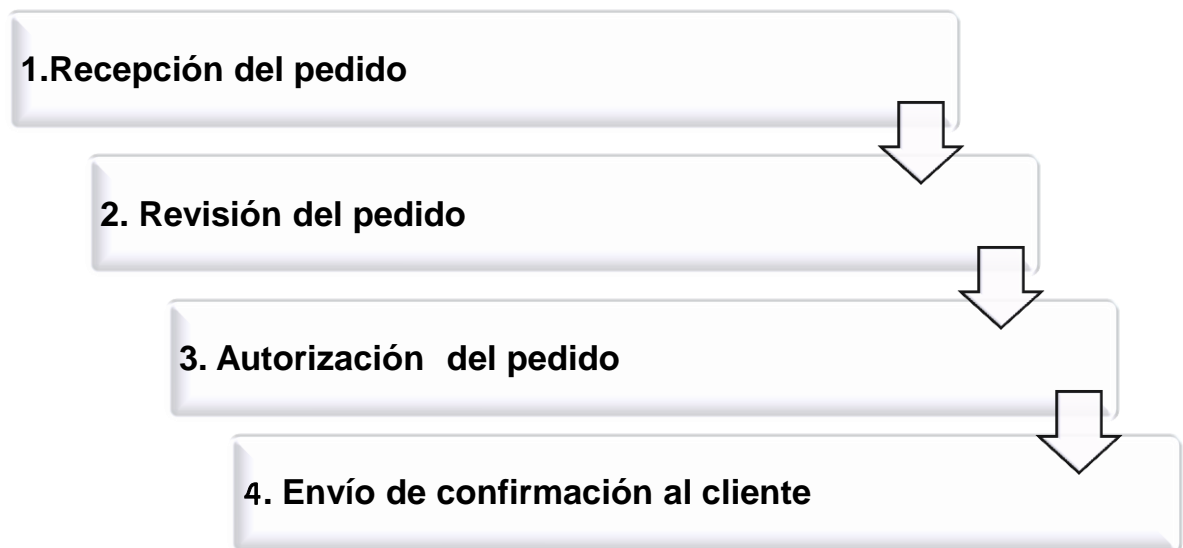 1.Recepción del pedido
2. Revisión del pedido
3. Autorización  del pedido
4. Envío de confirmación al cliente